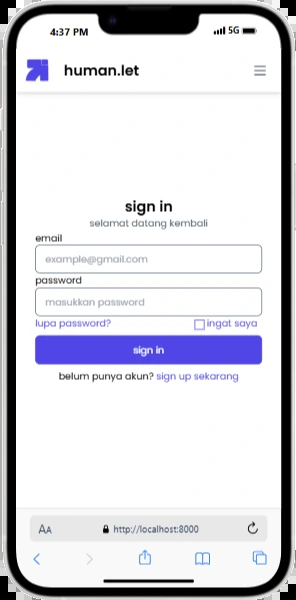 4:37 PM
5G
human.let
sign in
selamat datang kembali
email
example@gmail.com
password
masukkan password
lupa password?
ingat saya
sign in
belum punya akun? sign up sekarang
AA
http://localhost:8000